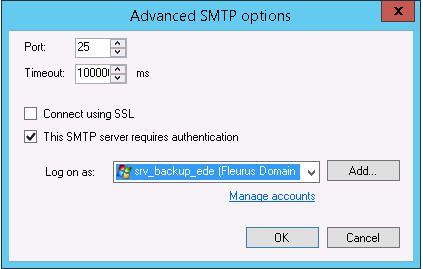 Advanced SMTP options
x
Port: 25
Timeout: 10000 ms
Connect using SSL
This SMTP server requires authentication
Log on as: srv_backup_ede (Fleurus Domain Add...
Manage accounts
OK Cancel